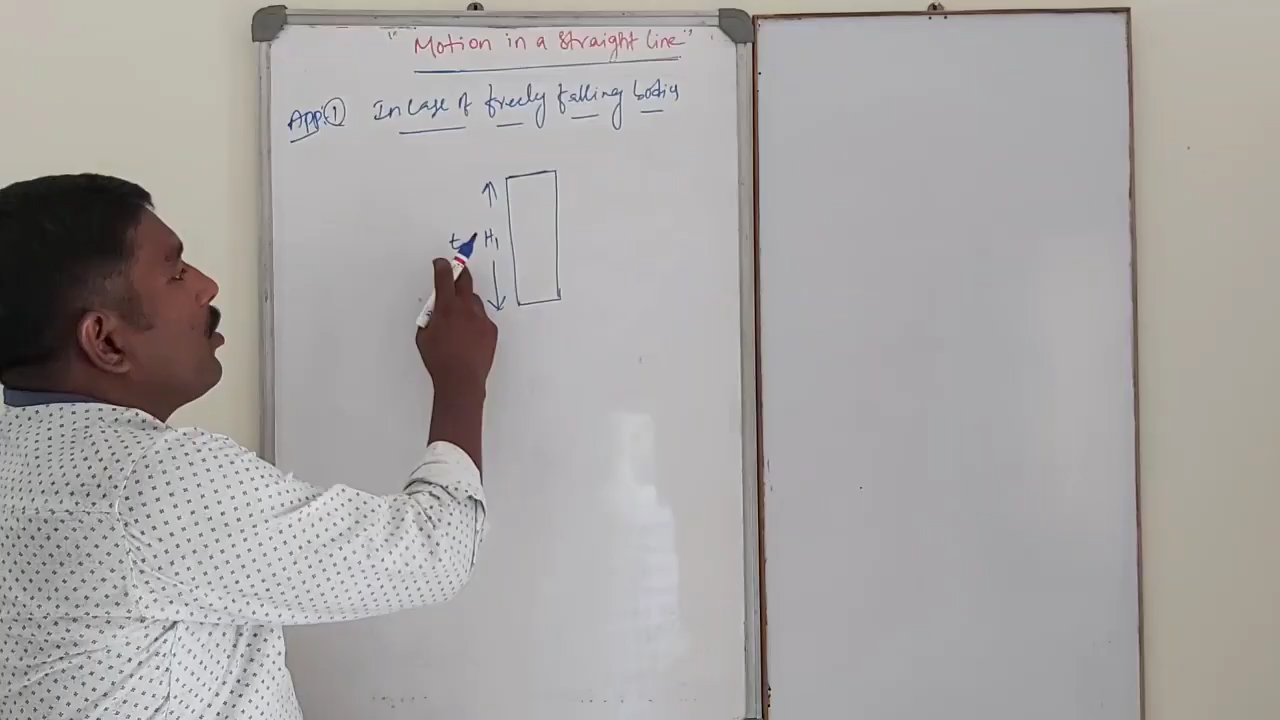 "Motion in a straight line"
App:① In case of freely falling bodies
t H₁